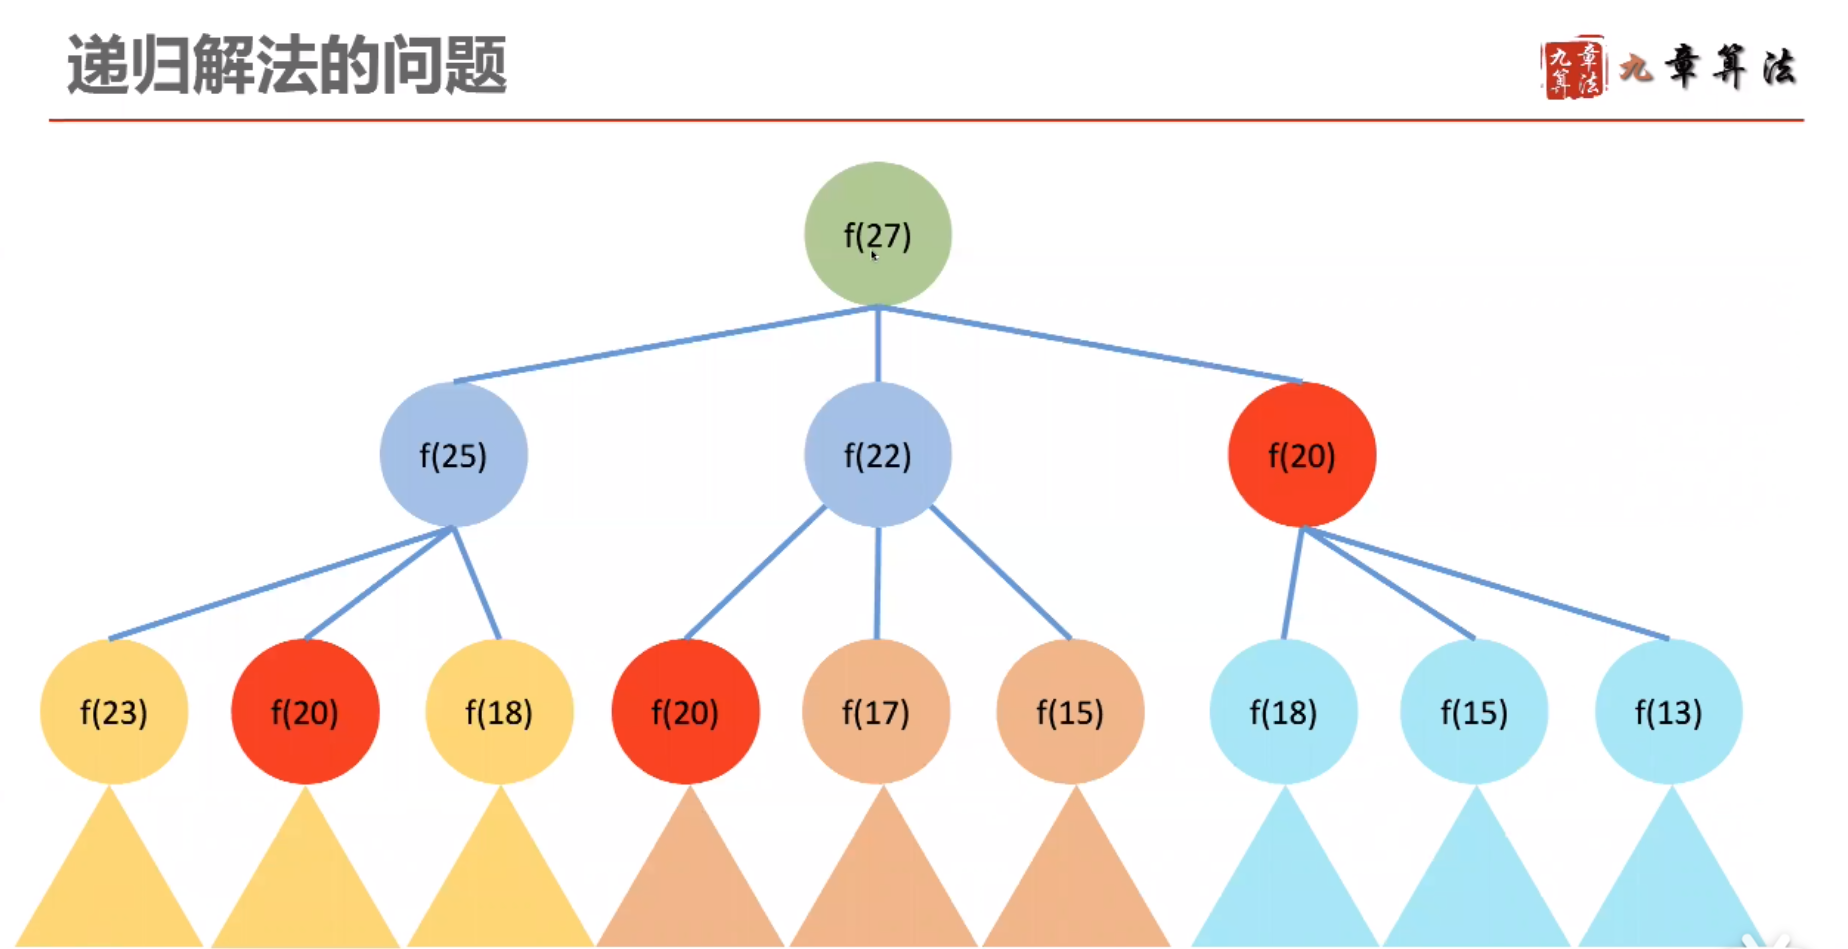 递归解法的问题
九章算法
九章算法
f(27)
f(25) f(22) f(20)
f(23) f(20) f(18) f(20) f(17) f(15) f(18) f(15) f(13)